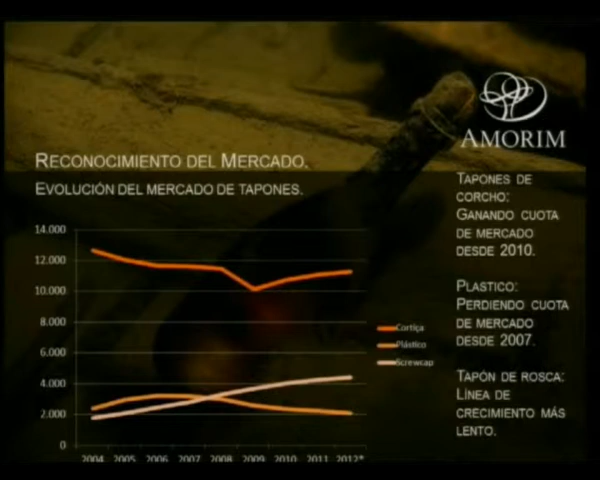 AMORIM
RECONOCIMIENTO DEL MERCADO.
EVOLUCIÓN DEL MERCADO DE TAPONES.
TAPONES DE
CORCHO:
GANANDO CUOTA
DE MERCADO
DESDE 2010.
PLASTICO:
PERDIENDO CUOTA
DE MERCADO
DESDE 2007.
TAPÓN DE ROSCA:
LÍNEA DE
CRECIMIENTO MÁS
LENTO.
14.000
12.000
10.000
8.000
6.000
4.000
2.000
0
2004 2005 2006 2007 2008 2009 2010 2011 2012*
Cortiça
Plástico
Screwcap